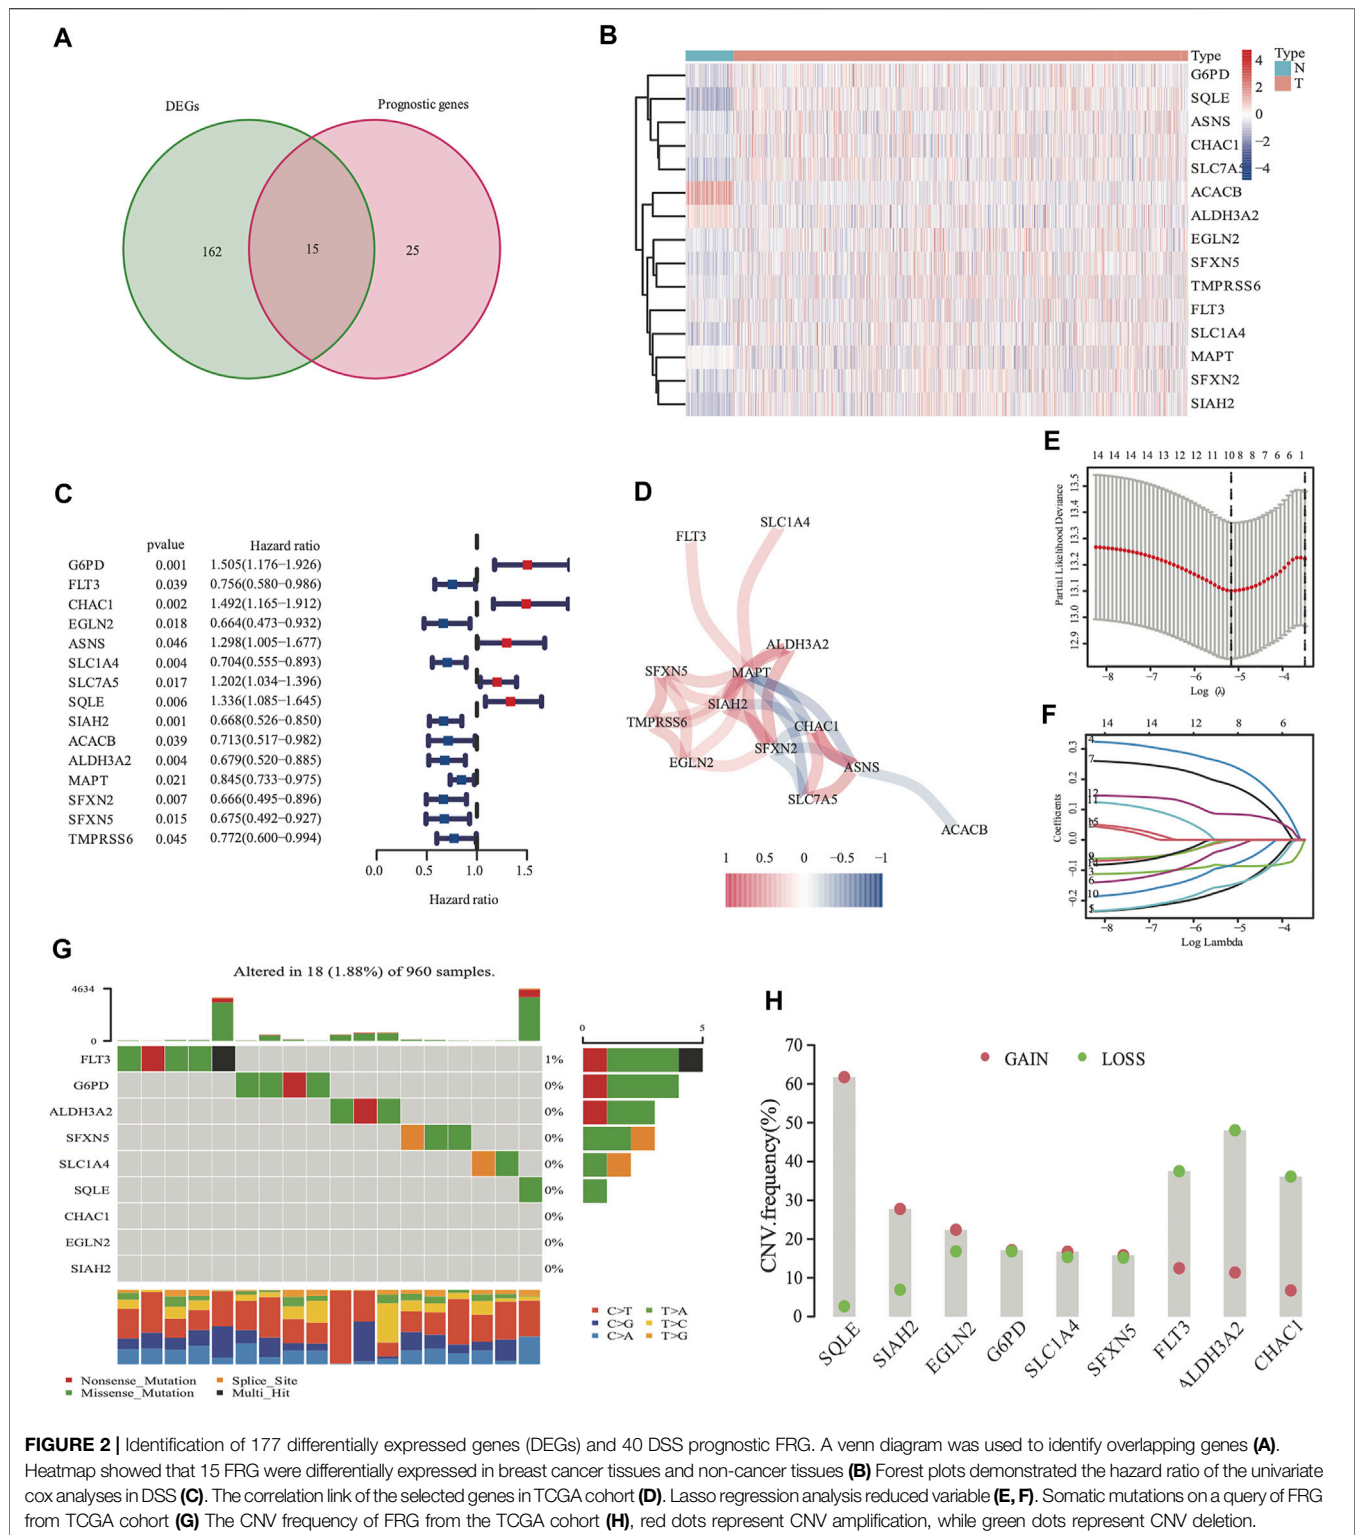 A
DEGs
Prognostic genes
162
15
25
B
Type
G6PD
SQLE
ASNS
CHAC1
SLC7A5
ACACB
ALDH3A2
EGLN2
SFXN5
TMPRSS6
FLT3
SLC1A4
MAPT
SFXN2
SIAH2
4
2
0
−2
−4
Type
N
T
C
pvalue Hazard ratio
G6PD 0.001 1.505(1.176−1.926)
FLT3 0.039 0.756(0.580−0.986)
CHAC1 0.002 1.492(1.165−1.912)
EGLN2 0.018 0.664(0.473−0.932)
ASNS 0.046 1.298(1.005−1.677)
SLC1A4 0.004 0.704(0.555−0.893)
SLC7A5 0.017 1.202(1.034−1.396)
SQLE 0.006 1.336(1.085−1.645)
SIAH2 0.001 0.668(0.526−0.850)
ACACB 0.039 0.713(0.517−0.982)
ALDH3A2 0.004 0.679(0.520−0.885)
MAPT 0.021 0.845(0.733−0.975)
SFXN2 0.007 0.666(0.495−0.896)
SFXN5 0.015 0.675(0.492−0.927)
TMPRSS6 0.045 0.772(0.600−0.994)
0.0 0.5 1.0 1.5
Hazard ratio
D
SLC1A4
FLT3
ALDH3A2
SFXN5
MAPT
SIAH2
TMPRSS6
CHAC1
SFXN2
EGLN2
ASNS
SLC7A5
ACACB
1 0.5 0 −0.5 −1
E
14 14 14 14 13 12 12 11 10 8 8 7 6 6 1
Partial Likelihood Deviance
13.5
13.4
13.3
13.2
13.1
13.0
12.9
−8 −7 −6 −5 −4
Log (λ)
F
14 14 12 8 6
Coefficients
0.3
0.2
0.1
0.0
−0.1
−0.2
4
7
12
11
3
6
10
−8 −7 −6 −5 −4
Log Lambda
G
Altered in 18 (1.88%) of 960 samples.
4634
0
0 5
FLT3 1%
G6PD 0%
ALDH3A2 0%
SFXN5 0%
SLC1A4 0%
SQLE 0%
CHAC1 0%
EGLN2 0%
SIAH2 0%
C>T T>A
C>G T>C
C>A T>G
Nonsense_Mutation Splice_Site
Missense_Mutation Multi_Hit
H
GAIN LOSS
CNV.frequency(%)
70
60
50
40
30
20
10
0
SQLE SIAH2 EGLN2 G6PD SLC1A4 SFXN5 FLT3 ALDH3A2 CHAC1
FIGURE 2 | Identification of 177 differentially expressed genes (DEGs) and 40 DSS prognostic FRG. A venn diagram was used to identify overlapping genes (A).
Heatmap showed that 15 FRG were differentially expressed in breast cancer tissues and non-cancer tissues (B) Forest plots demonstrated the hazard ratio of the univariate
cox analyses in DSS (C). The correlation link of the selected genes in TCGA cohort (D). Lasso regression analysis reduced variable (E, F). Somatic mutations on a query of FRG
from TCGA cohort (G) The CNV frequency of FRG from the TCGA cohort (H), red dots represent CNV amplification, while green dots represent CNV deletion.